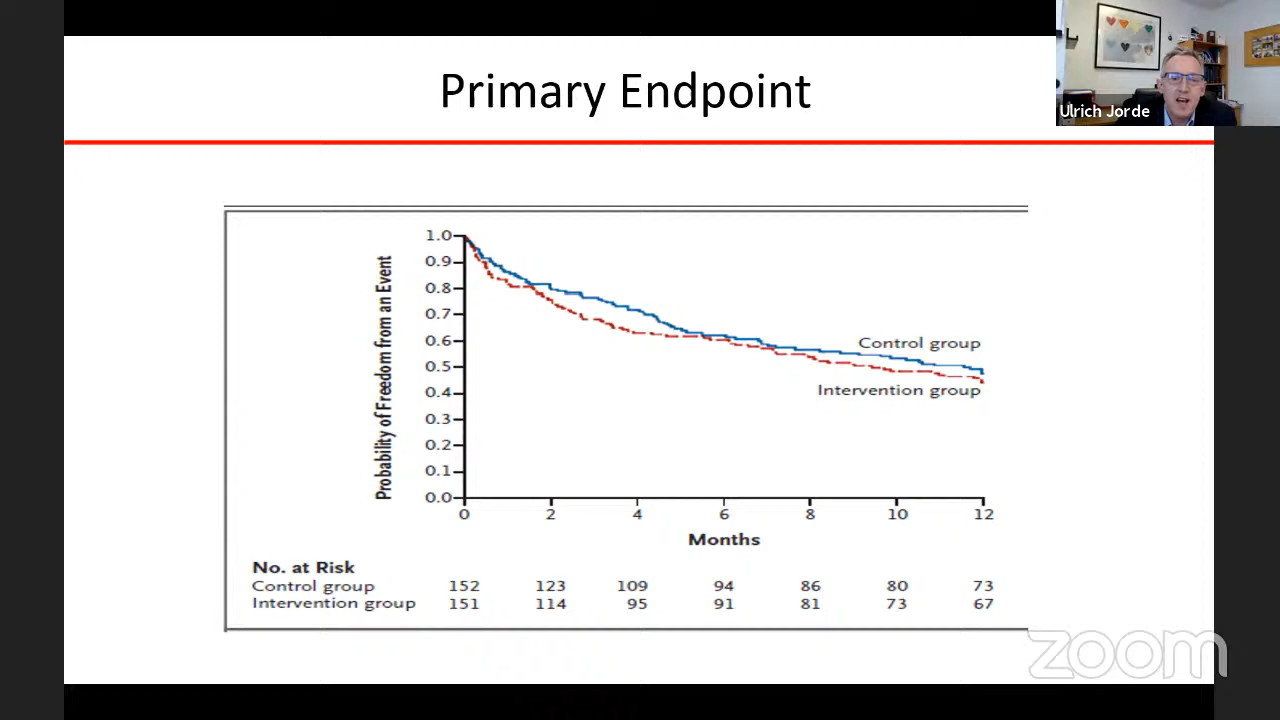 Primary Endpoint
Ulrich Jorde
Probability of Freedom from an Event
1.0
0.9
0.8
0.7
0.6
0.5
0.4
0.3
0.2
0.1
0.0
Control group
Intervention group
0 2 4 6 8 10 12
Months
No. at Risk
Control group 152 123 109 94 86 80 73
Intervention group 151 114 95 91 81 73 67
zoom